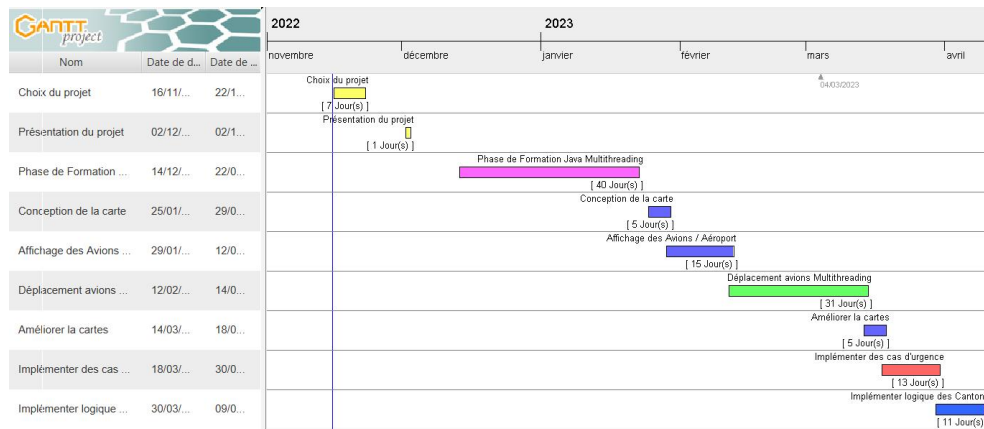 GANTT
project
2022
2023
novembre
décembre
janvier
février
mars
avril
Nom
Date de d...
Date de ...
04/03/2023
Choix du projet
16/11/...
22/1...
Choix du projet
[ 7 Jour(s) ]
Présentation du projet
02/12/...
02/1...
Présentation du projet
[ 1 Jour(s) ]
Phase de Formation ...
14/12/...
22/0...
Phase de Formation Java Multithreading
[ 40 Jour(s) ]
Conception de la carte
25/01/...
29/0...
Conception de la carte
[ 5 Jour(s) ]
Affichage des Avions ...
29/01/...
12/0...
Affichage des Avions / Aéroport
[ 15 Jour(s) ]
Déplacement avions ...
12/02/...
14/0...
Déplacement avions Multithreading
[ 31 Jour(s) ]
Améliorer la cartes
14/03/...
18/0...
Améliorer la cartes
[ 5 Jour(s) ]
Implémenter des cas ...
18/03/...
30/0...
Implémenter des cas d'urgence
[ 13 Jour(s) ]
Implémenter logique ...
30/03/...
09/0...
Implémenter logique des Canton
[ 11 Jour(s) ]